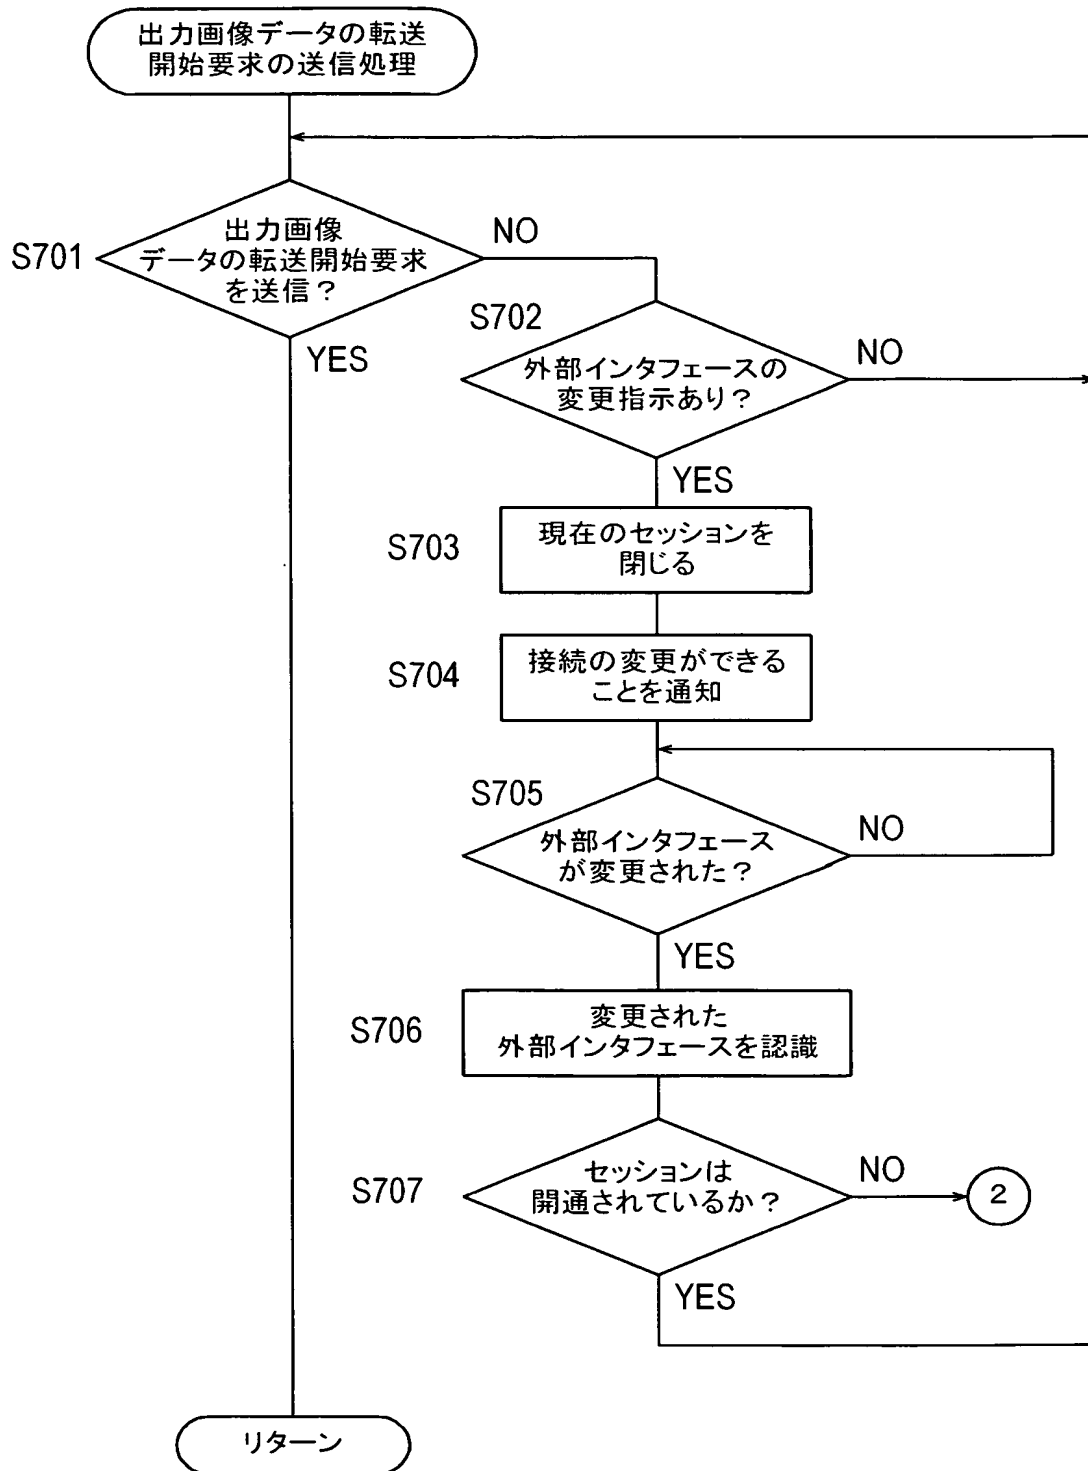 出力画像データの転送
開始要求の送信処理
S701
出力画像
データの転送開始要求
を送信？
NO
YES
S702
外部インタフェースの
変更指示あり？
NO
YES
S703
現在のセッションを
閉じる
S704
接続の変更ができる
ことを通知
S705
外部インタフェース
が変更された？
NO
YES
S706
変更された
外部インタフェースを認識
S707
セッションは
開通されているか？
NO
2
YES
リターン